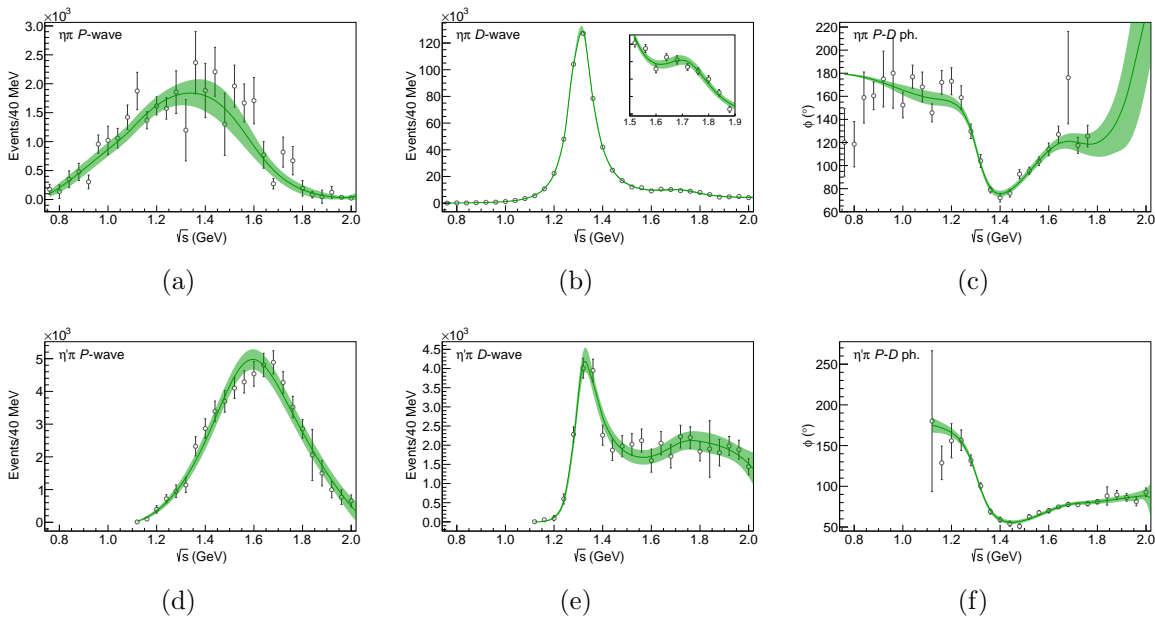 ×10³
ηπ P-wave
Events/40 MeV
3.0
2.5
2.0
1.5
1.0
0.5
0.0
0.8 1.0 1.2 1.4 1.6 1.8 2.0
√s (GeV)
(a)
×10³
ηπ D-wave
Events/40 MeV
120
100
80
60
40
20
0
1.5 1.6 1.7 1.8 1.9
0.8 1.0 1.2 1.4 1.6 1.8 2.0
√s (GeV)
(b)
ηπ P-D ph.
ϕ (°)
220
200
180
160
140
120
100
80
60
0.8 1.0 1.2 1.4 1.6 1.8 2.0
√s (GeV)
(c)
×10³
η'π P-wave
Events/40 MeV
5
4
3
2
1
0
0.8 1.0 1.2 1.4 1.6 1.8 2.0
√s (GeV)
(d)
×10³
η'π D-wave
Events/40 MeV
4.5
4.0
3.5
3.0
2.5
2.0
1.5
1.0
0.5
0.0
0.8 1.0 1.2 1.4 1.6 1.8 2.0
√s (GeV)
(e)
η'π P-D ph.
ϕ (°)
250
200
150
100
50
0.8 1.0 1.2 1.4 1.6 1.8 2.0
√s (GeV)
(f)